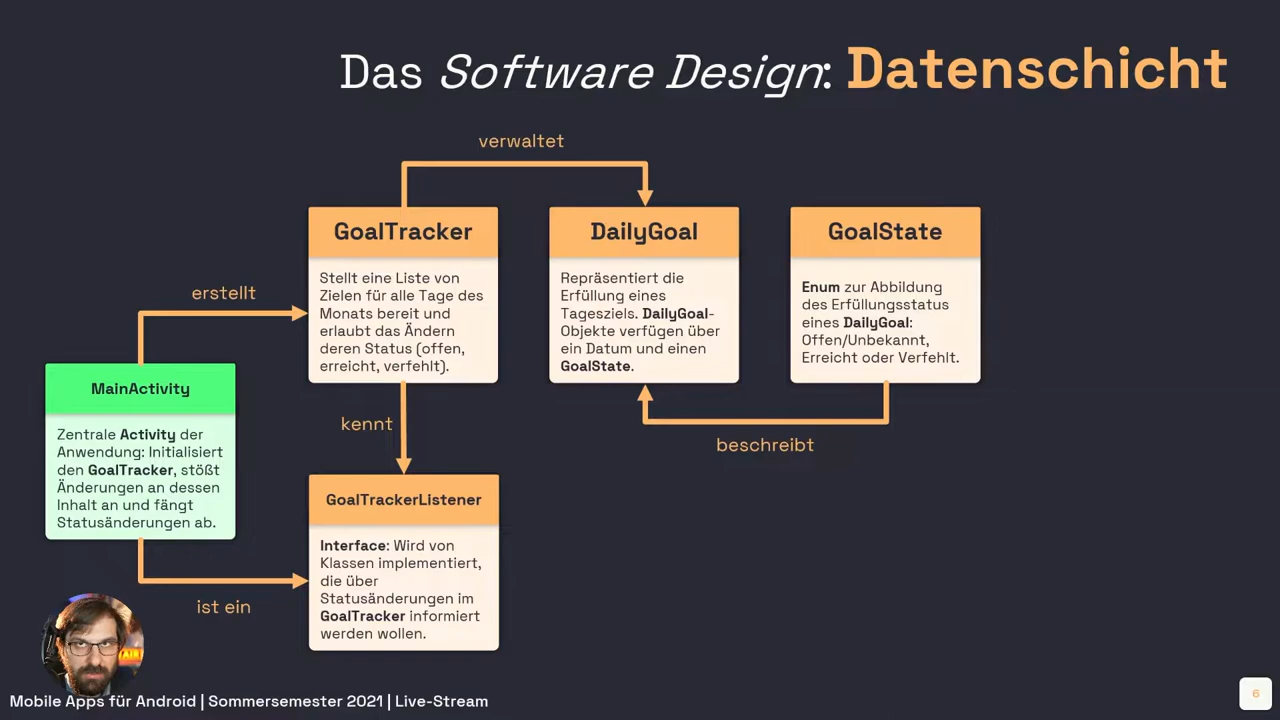 Das Software Design: Datenschicht
verwaltet
GoalTracker
Stellt eine Liste von
Zielen für alle Tage des
Monats bereit und
erlaubt das Ändern
deren Status (offen,
erreicht, verfehlt).
DailyGoal
Repräsentiert die
Erfüllung eines
Tagesziels. DailyGoal-
Objekte verfügen über
ein Datum und einen
GoalState.
GoalState
Enum zur Abbildung
des Erfüllungsstatus
eines DailyGoal:
Offen/Unbekannt,
Erreicht oder Verfehlt.
erstellt
MainActivity
Zentrale Activity der
Anwendung: Initialisiert
den GoalTracker, stößt
Änderungen an dessen
Inhalt an und fängt
Statusänderungen ab.
kennt
beschreibt
GoalTrackerListener
Interface: Wird von
Klassen implementiert,
die über
Statusänderungen im
GoalTracker informiert
werden wollen.
ist ein
Mobile Apps für Android | Sommersemester 2021 | Live-Stream
6